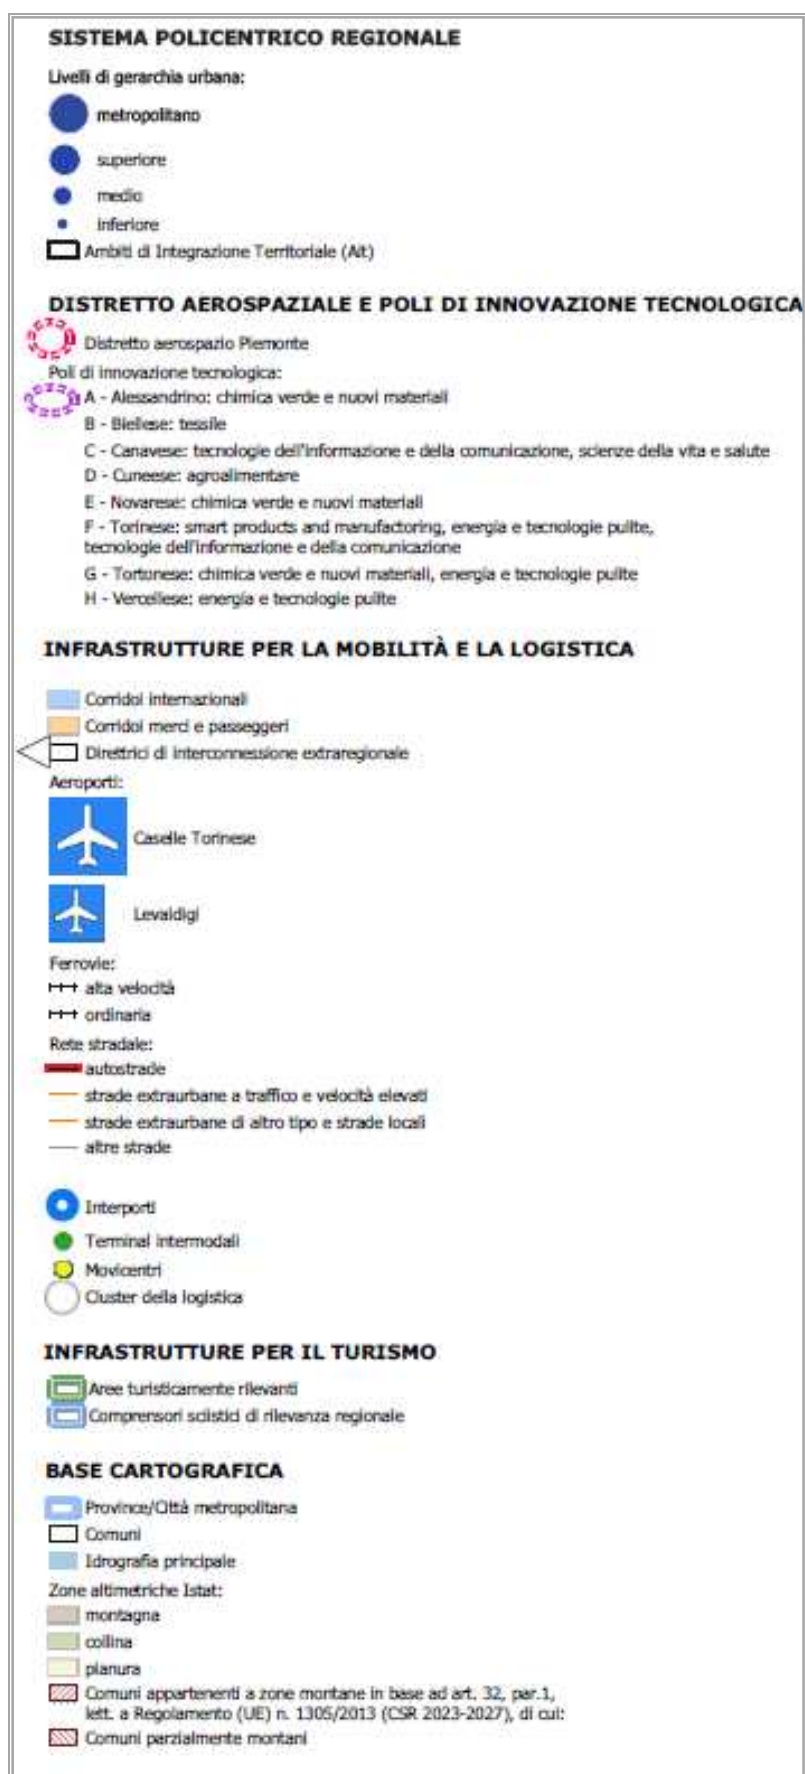 SISTEMA POLICENTRICO REGIONALE
Livelli di gerarchia urbana:
metropolitano
superiore
medio
inferiore
Ambiti di Integrazione Territoriale (Ait)
DISTRETTO AEROSPAZIALE E POLI DI INNOVAZIONE TECNOLOGICA
Distretto aerospazio Piemonte
Poli di innovazione tecnologica:
A - Alessandrino: chimica verde e nuovi materiali
B - Biellese: tessile
C - Canavese: tecnologie dell'informazione e della comunicazione, scienze della vita e salute
D - Cuneese: agroalimentare
E - Novarese: chimica verde e nuovi materiali
F - Torinese: smart products and manufactoring, energia e tecnologie pulite,
tecnologie dell'informazione e della comunicazione
G - Tortonese: chimica verde e nuovi materiali, energia e tecnologie pulite
H - Vercellese: energia e tecnologie pulite
INFRASTRUTTURE PER LA MOBILITÀ E LA LOGISTICA
Corridoi internazionali
Corridoi merci e passeggeri
Direttrici di interconnessione extraregionale
Aeroporti:
Caselle Torinese
Levaldigi
Ferrovie:
alta velocità
ordinaria
Rete stradale:
autostrade
strade extraurbane a traffico e velocità elevati
strade extraurbane di altro tipo e strade locali
altre strade
Interporti
Terminal intermodali
Movicentri
Cluster della logistica
INFRASTRUTTURE PER IL TURISMO
Aree turisticamente rilevanti
Comprensori sciistici di rilevanza regionale
BASE CARTOGRAFICA
Province/Città metropolitana
Comuni
Idrografia principale
Zone altimetriche Istat:
montagna
collina
pianura
Comuni appartenenti a zone montane in base ad art. 32, par.1,
lett. a Regolamento (UE) n. 1305/2013 (CSR 2023-2027), di cui:
Comuni parzialmente montani